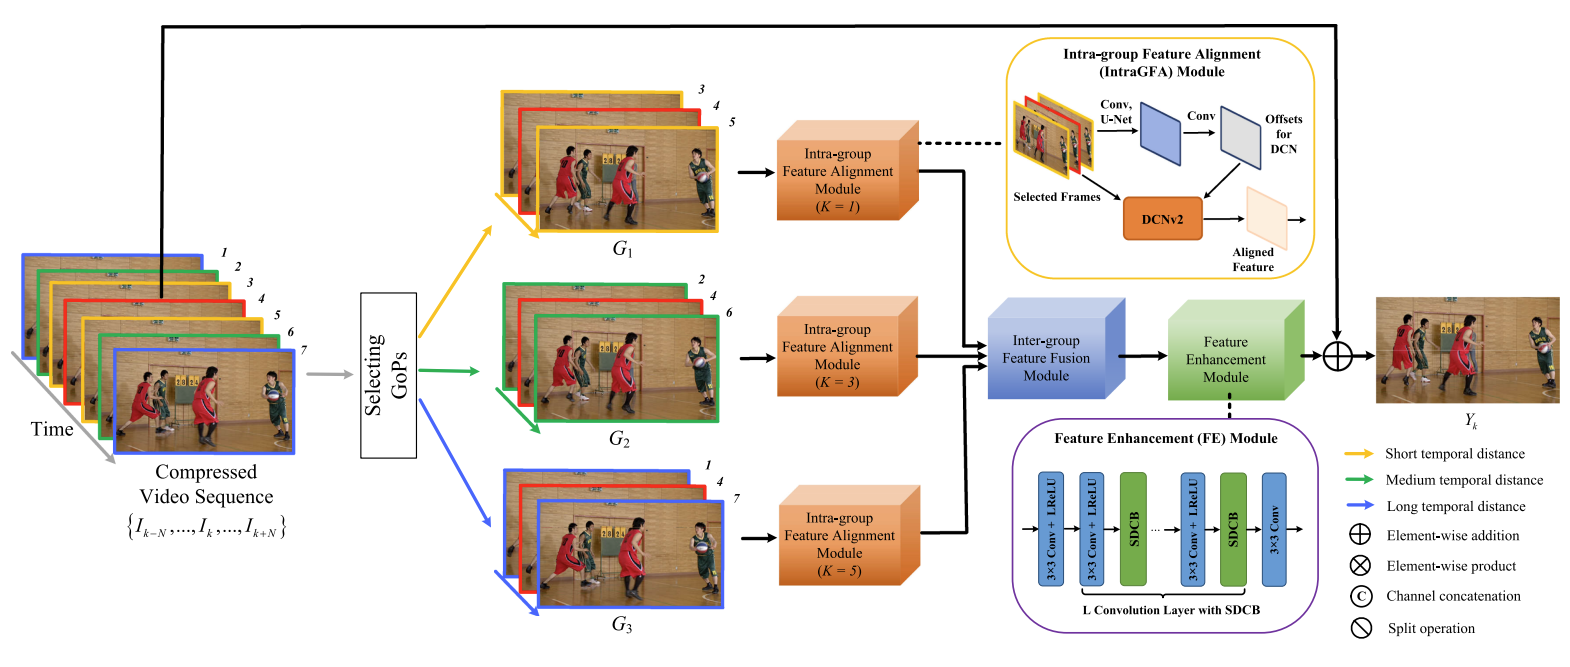 1
2
3
4
5
6
7
Time
Compressed
Video Sequence
{I_{k-N},...,I_k,...,I_{k+N}}
Selecting
GoPs
3
4
5
G_1
2
4
6
G_2
1
4
7
G_3
Intra-group
Feature Alignment
Module
(K = 1)
Intra-group
Feature Alignment
Module
(K = 3)
Intra-group
Feature Alignment
Module
(K = 5)
Intra-group Feature Alignment
(IntraGFA) Module
Conv,
U-Net
Conv
Offsets
for
DCN
Selected Frames
DCNv2
Aligned
Feature
Inter-group
Feature Fusion
Module
Feature
Enhancement
Module
Y_k
Feature Enhancement (FE) Module
3×3 Conv + LReLU
3×3 Conv + LReLU
SDCB
...
3×3 Conv + LReLU
SDCB
3×3 Conv
L Convolution Layer with SDCB
Short temporal distance
Medium temporal distance
Long temporal distance
Element-wise addition
Element-wise product
C Channel concatenation
Split operation